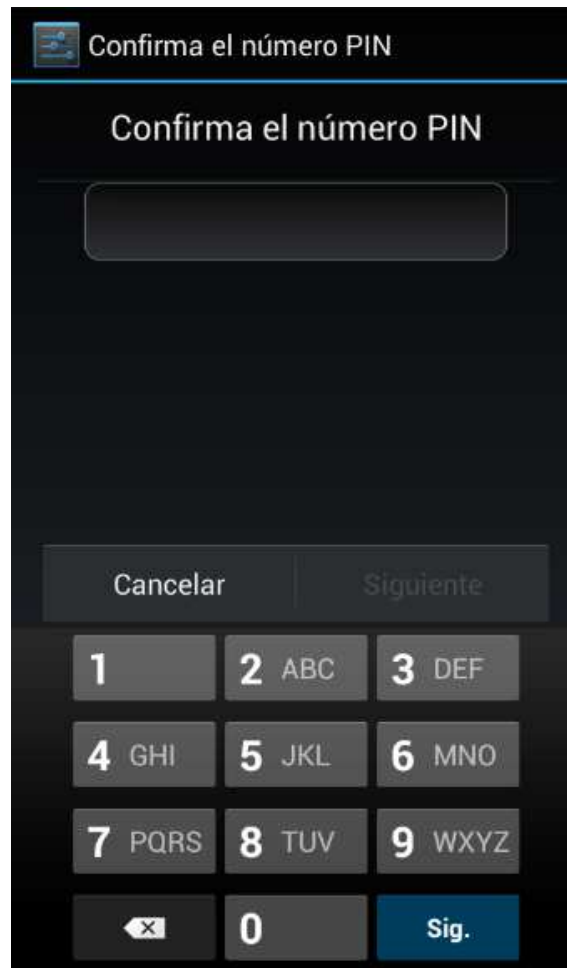 Confirma el número PIN
Confirma el número PIN
Cancelar Siguiente
1 2 ABC 3 DEF
4 GHI 5 JKL 6 MNO
7 PQRS 8 TUV 9 WXYZ
0 Sig.